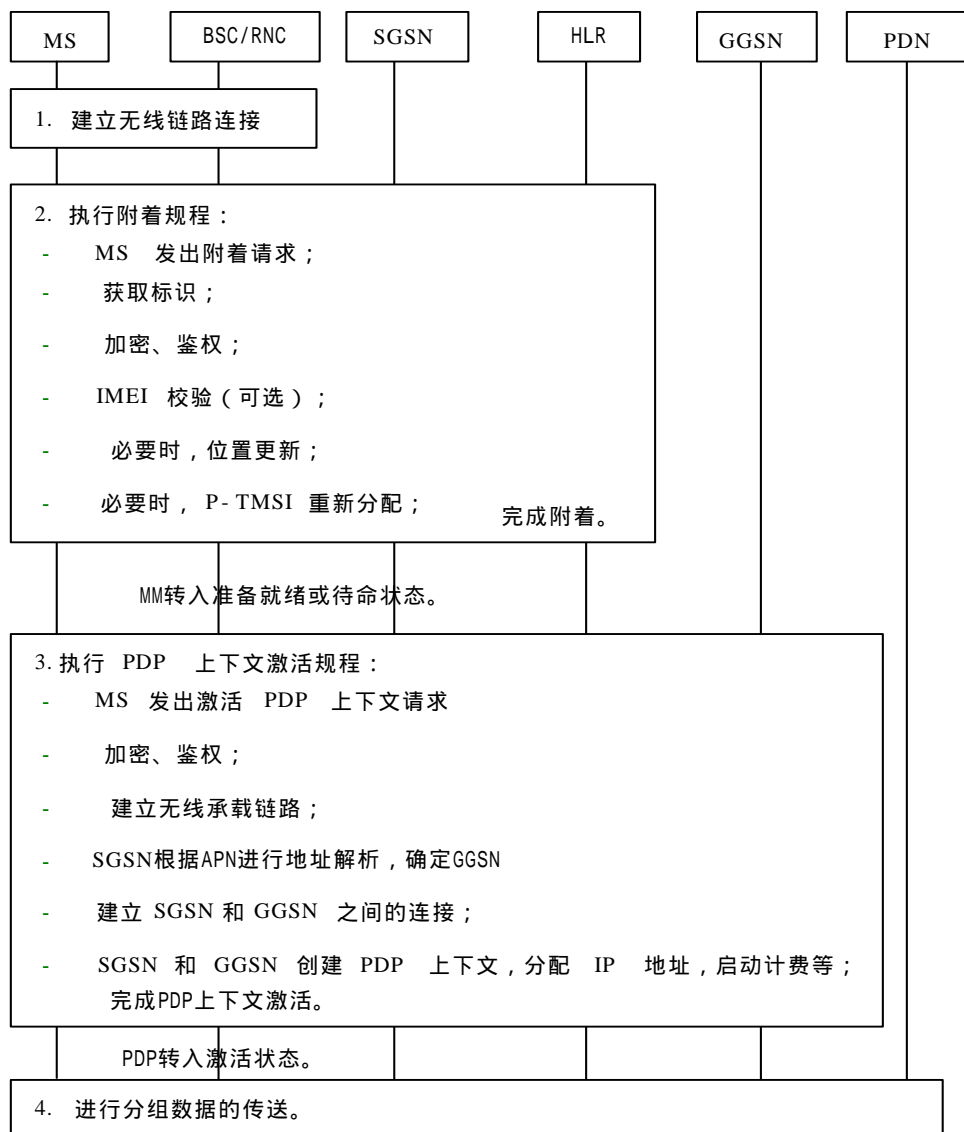 MS
BSC/RNC
SGSN
HLR
GGSN
PDN
1. 建立无线链路连接
2. 执行附着规程：
- MS 发出附着请求；
- 获取标识；
- 加密、鉴权；
- IMEI 校验（可选）；
- 必要时，位置更新；
- 必要时，P-TMSI 重新分配；
完成附着。
MM转入准备就绪或待命状态。
3. 执行 PDP 上下文激活规程：
- MS 发出激活 PDP 上下文请求
- 加密、鉴权；
- 建立无线承载链路；
- SGSN根据APN进行地址解析，确定GGSN
- 建立 SGSN 和 GGSN 之间的连接；
- SGSN 和 GGSN 创建 PDP 上下文，分配 IP 地址，启动计费等；
完成PDP上下文激活。
PDP转入激活状态。
4. 进行分组数据的传送。